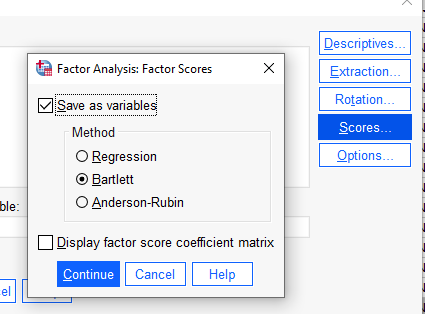 Descriptives...
Factor Analysis: Factor Scores
Extraction...
Save as variables
Rotation...
Method
Scores...
Regression
Options...
Bartlett
Anderson-Rubin
ble:
Display factor score coefficient matrix
Continue Cancel Help
el